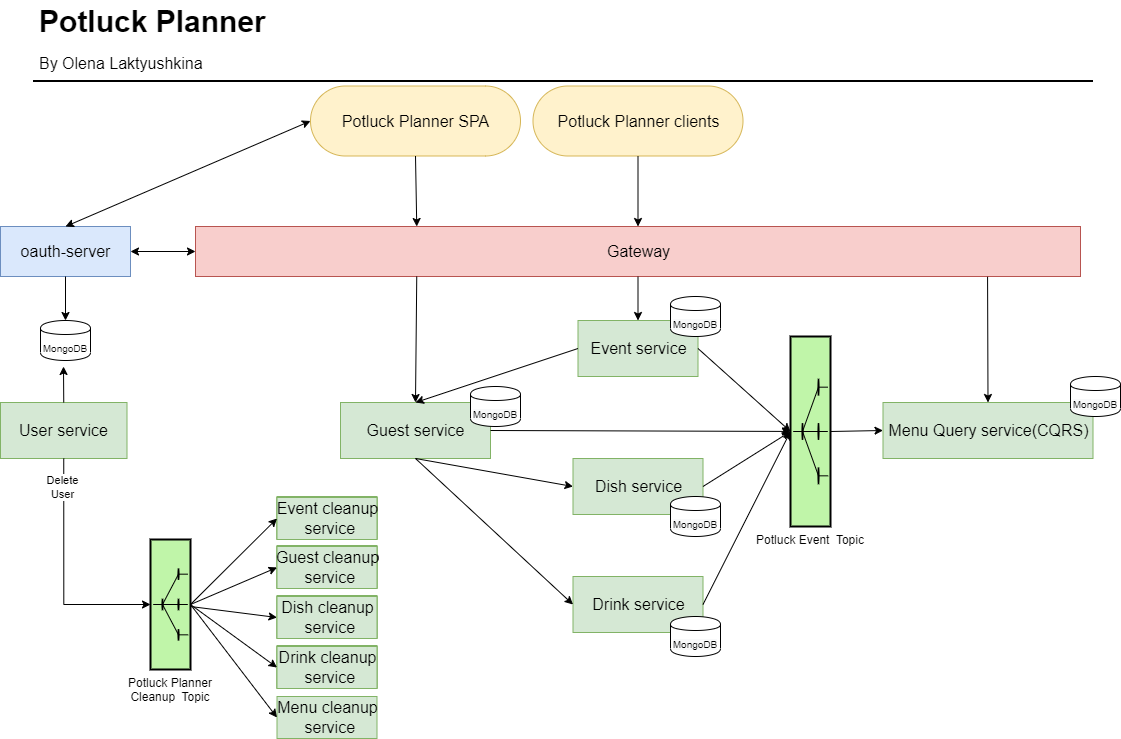 Potluck Planner
By Olena Laktyushkina
Potluck Planner SPA
Potluck Planner clients
oauth-server
Gateway
MongoDB
MongoDB
Event service
User service
Guest service
MongoDB
Menu Query service(CQRS)
MongoDB
Delete
User
Dish service
MongoDB
Potluck Event  Topic
Event cleanup
service
Guest cleanup
service
Dish cleanup
service
Drink cleanup
service
Menu cleanup
service
Drink service
MongoDB
Potluck Planner
Cleanup  Topic